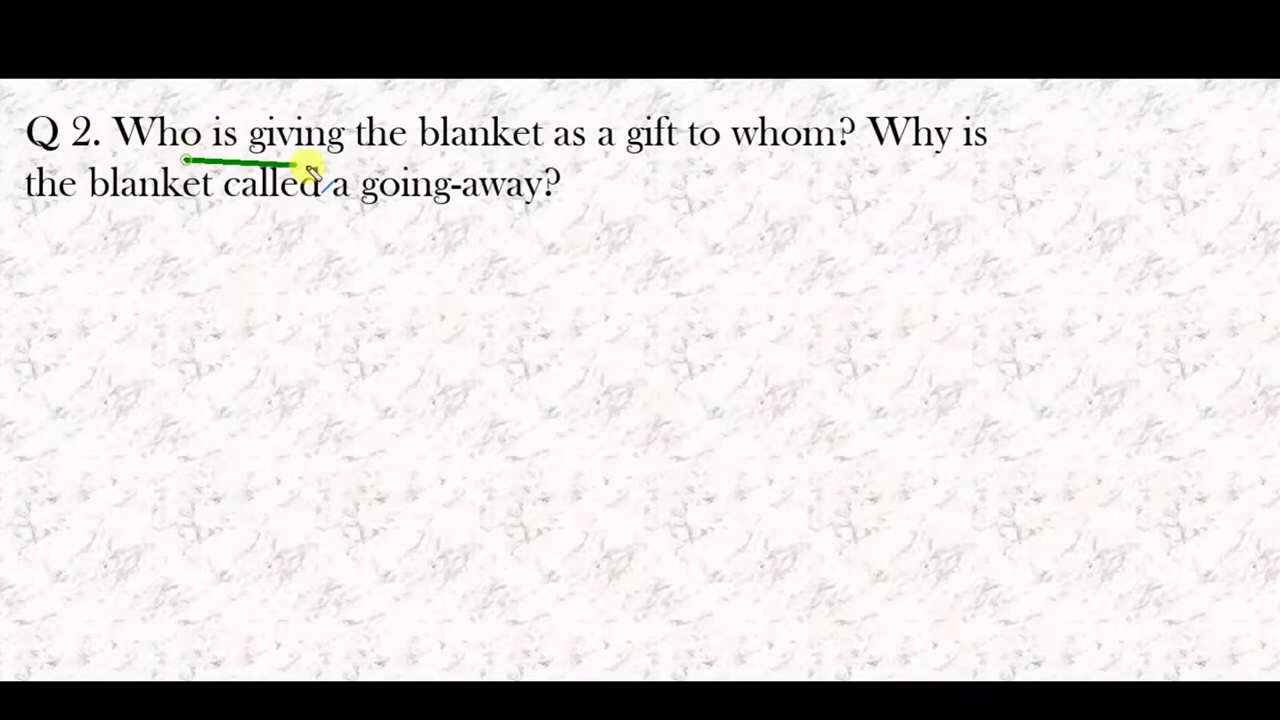 Q 2. Who is giving the blanket as a gift to whom? Why is
the blanket called a going-away?